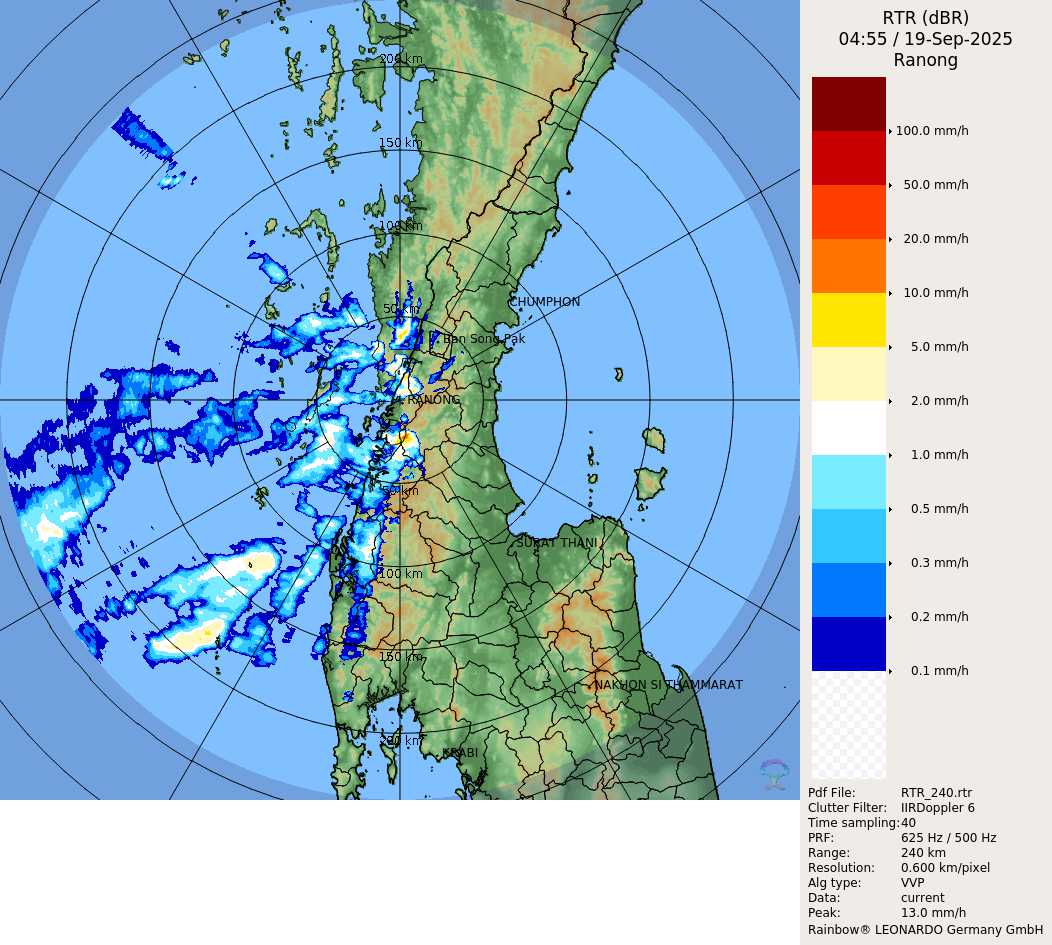 RTR (dBR)
04:55 / 19-Sep-2025
Ranong
100.0 mm/h
50.0 mm/h
20.0 mm/h
10.0 mm/h
5.0 mm/h
2.0 mm/h
1.0 mm/h
0.5 mm/h
0.3 mm/h
0.2 mm/h
0.1 mm/h
200 km
150 km
100 km
50 km
CHUMPHON
Ban Song Pak
RANONG
50 km
SURAT THANI
100 km
150 km
NAKHON SI THAMMARAT
200 km
KRABI
Pdf File: RTR_240.rtr
Clutter Filter: IIRDoppler 6
Time sampling: 40
PRF: 625 Hz / 500 Hz
Range: 240 km
Resolution: 0.600 km/pixel
Alg type: VVP
Data: current
Peak: 13.0 mm/h
Rainbow® LEONARDO Germany GmbH